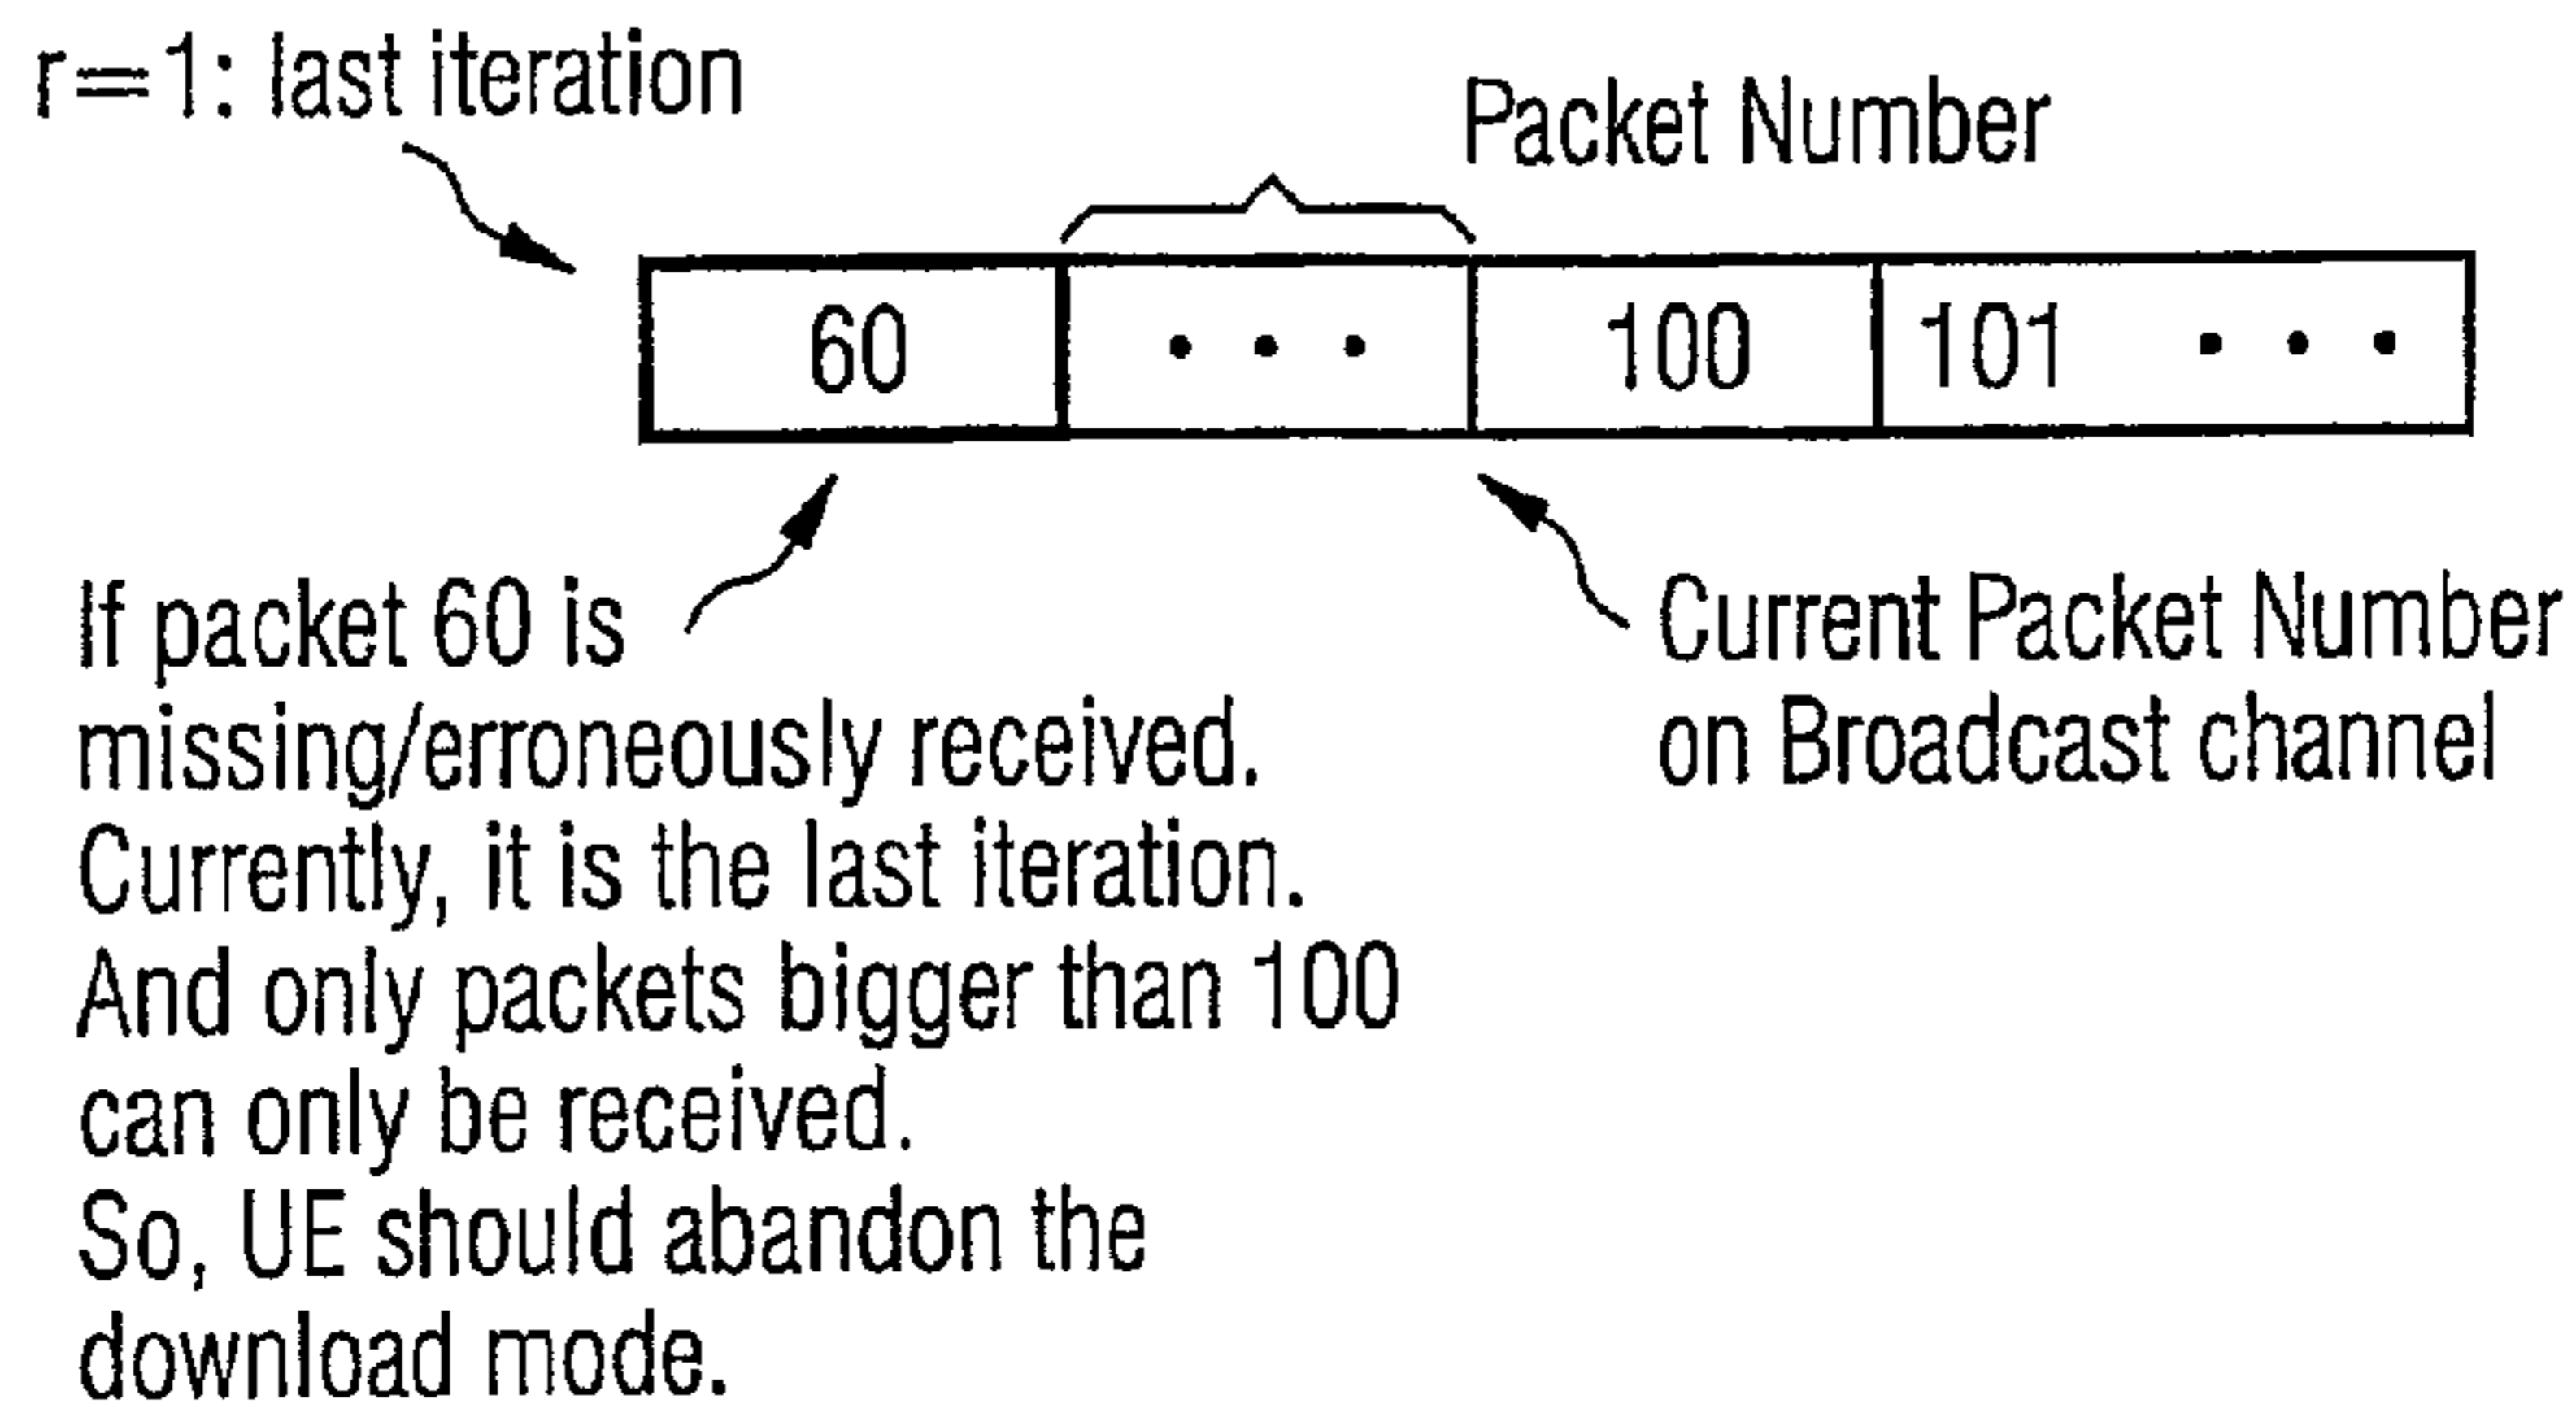 r=1: last iteration
Packet Number
60 • • • 100 101 • • •
If packet 60 is
missing/erroneously received.
Currently, it is the last iteration.
And only packets bigger than 100
can only be received.
So, UE should abandon the
download mode.
Current Packet Number
on Broadcast channel